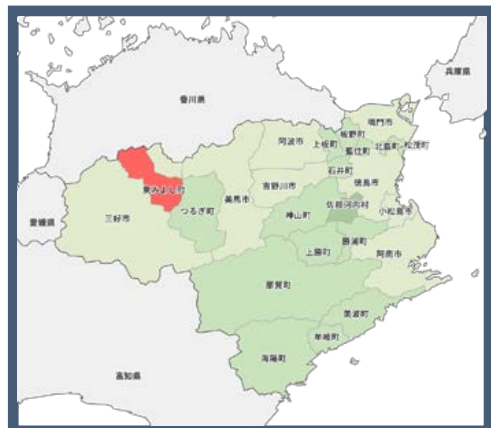 兵庫県
香川県
鳴門市
板野町
阿波市
上板町
北島町
松茂町
藍住町
石井町
東みよし町
吉野川市
徳島市
美馬市
つるぎ町
佐那河内村
小松島市
神山町
三好市
愛媛県
勝浦町
上勝町
阿南市
那賀町
美波町
牟岐町
海陽町
高知県